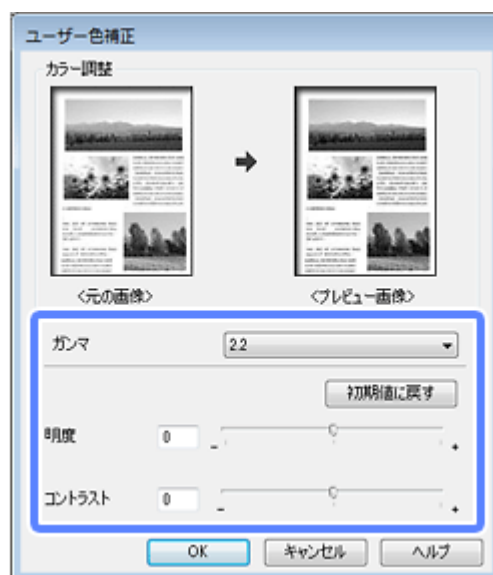 ユーザー色補正
カラー調整
<元の画像>
<プレビュー画像>
ガンマ
2.2
初期値に戻す
明度 0 - +
コントラスト 0 - +
OK キャンセル ヘルプ